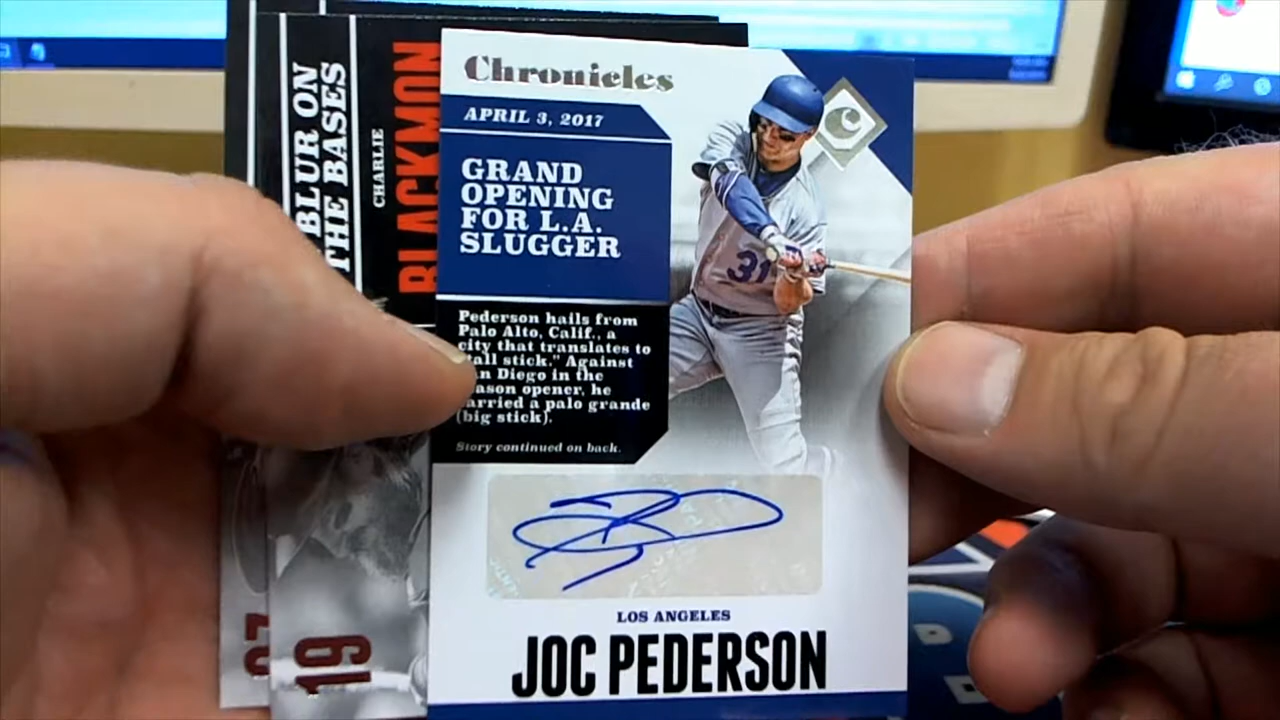 BLUR ON
THE BASES
CHARLIE
BLACKMON
19
Chronicles
C
APRIL 3, 2017
GRAND
OPENING
FOR L.A.
SLUGGER
31
Pederson hails from
Palo Alto, Calif., a
city that translates to
"tall stick." Against
San Diego in the
season opener, he
carried a palo grande
(big stick).
Story continued on back.
LOS ANGELES
JOC PEDERSON